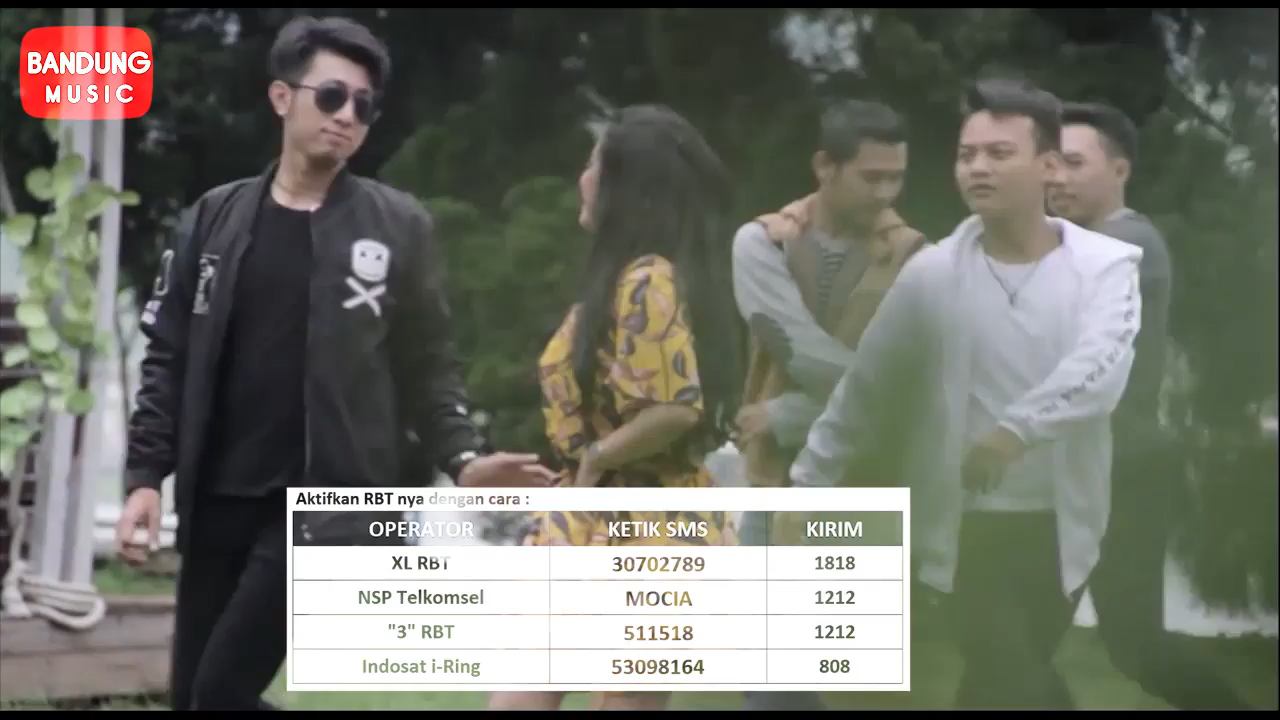 BANDUNG
MUSIC
Aktifkan RBT nya dengan cara :
OPERATOR KETIK SMS KIRIM
XL RBT 30702789 1818
NSP Telkomsel MOCIA 1212
"3" RBT 511518 1212
Indosat i-Ring 53098164 808